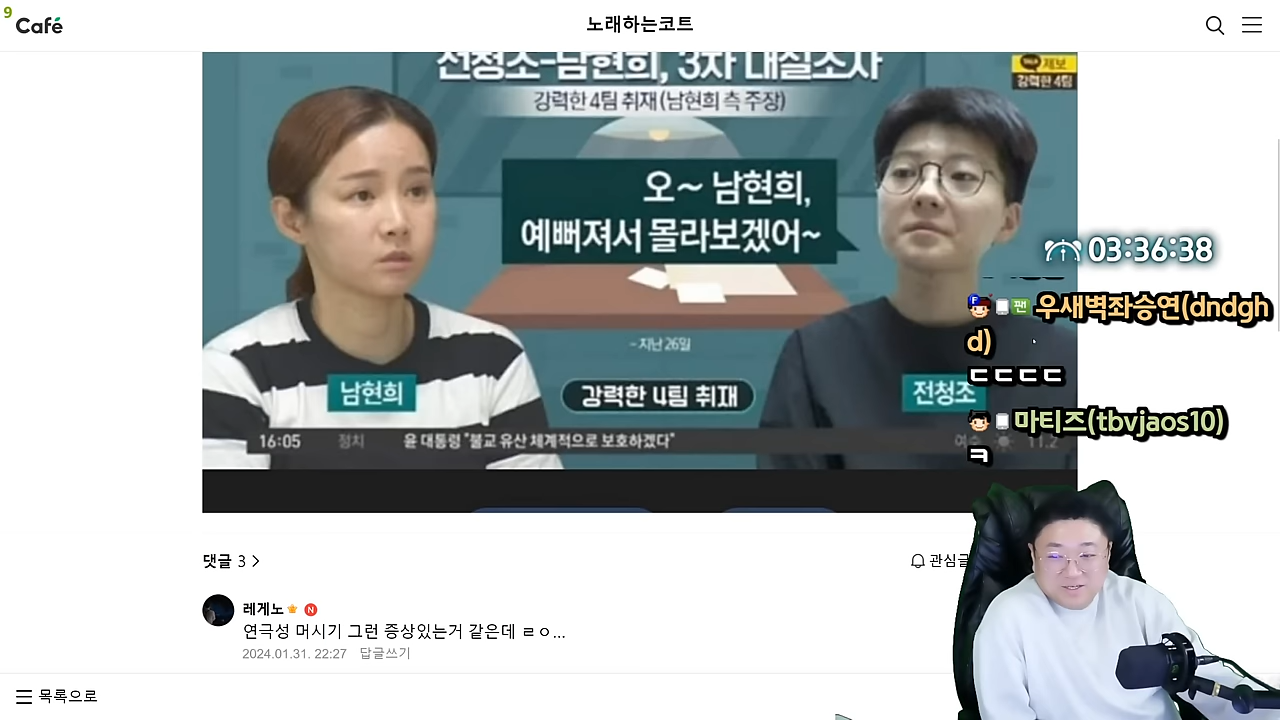 9
Café
노래하는코트
전청조-남현희, 3차 대질조사
제보
강력한 4팀
강력한 4팀 취재 (남현희 측 주장)
오~ 남현희,
예뻐져서 몰라보겠어~
03:36:38
팬 우새벽좌승연(dndgh
d)
ㄷㄷㄷㄷ
- 지난 26일
남현희
강력한 4팀 취재
전청조
마티즈(tbvjaos10)
ㅋ
16:05 정치 윤 대통령 "불교 유산 체계적으로 보호하겠다"
댓글 3
관심글
레게노 N
연극성 머시기 그런 증상있는거 같은데 ㄹㅇ...
2024.01.31. 22:27 답글쓰기
목록으로